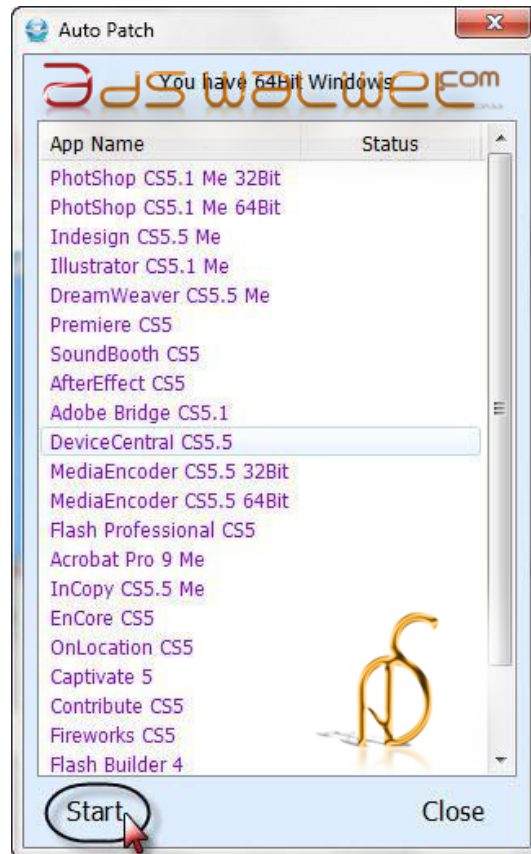 Auto Patch
You have 64Bit Windows
App Name Status
PhotShop CS5.1 Me 32Bit
PhotShop CS5.1 Me 64Bit
Indesign CS5.5 Me
Illustrator CS5.1 Me
DreamWeaver CS5.5 Me
Premiere CS5
SoundBooth CS5
AfterEffect CS5
Adobe Bridge CS5.1
DeviceCentral CS5.5
MediaEncoder CS5.5 32Bit
MediaEncoder CS5.5 64Bit
Flash Professional CS5
Acrobat Pro 9 Me
InCopy CS5.5 Me
EnCore CS5
OnLocation CS5
Captivate 5
Contribute CS5
Fireworks CS5
Flash Builder 4
Start Close